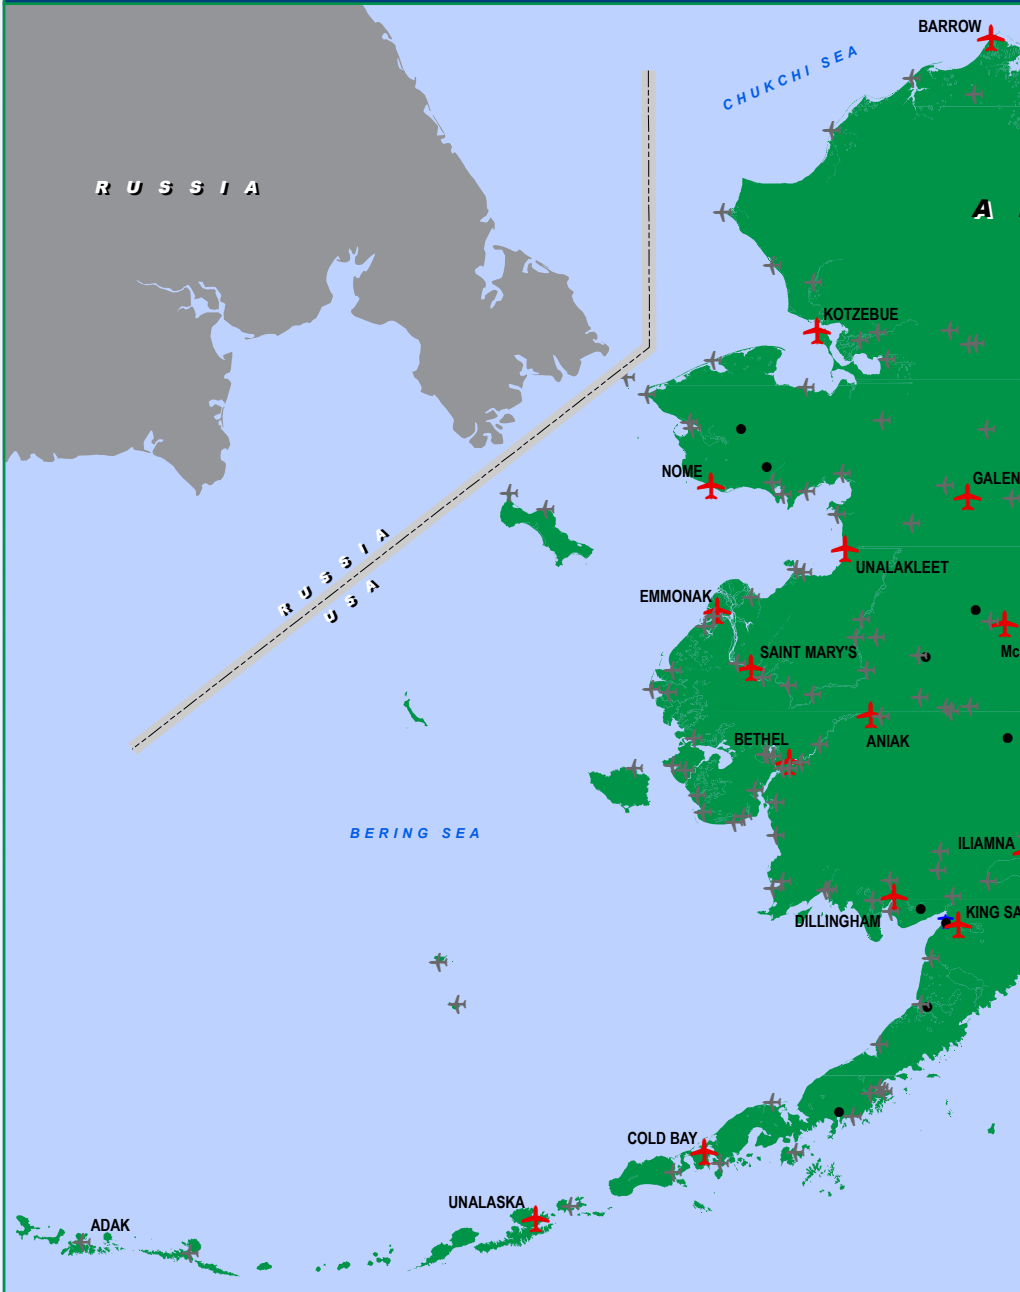 BARROW
CHUKCHI SEA
RUSSIA
A
KOTZEBUE
NOME
GALEN
RUSSIA
USA
UNALAKLEET
EMMONAK
SAINT MARY'S
Mc
BETHEL
ANIAK
BERING SEA
ILIAMNA
DILLINGHAM
KING SA
COLD BAY
UNALASKA
ADAK